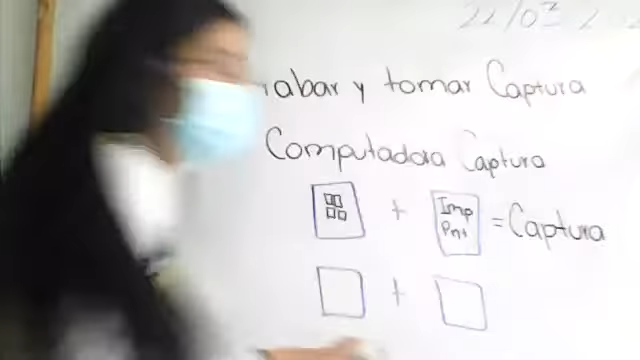 22/03
rabar y tomar Captura
Computadora Captura
+ Imp Pnt = Captura
+